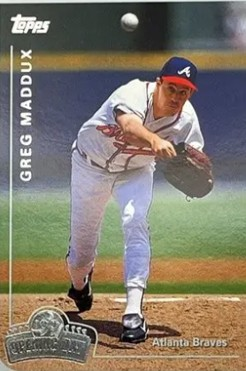 Topps
GREG MADDUX
A
Atlanta Braves
OPENING DAY